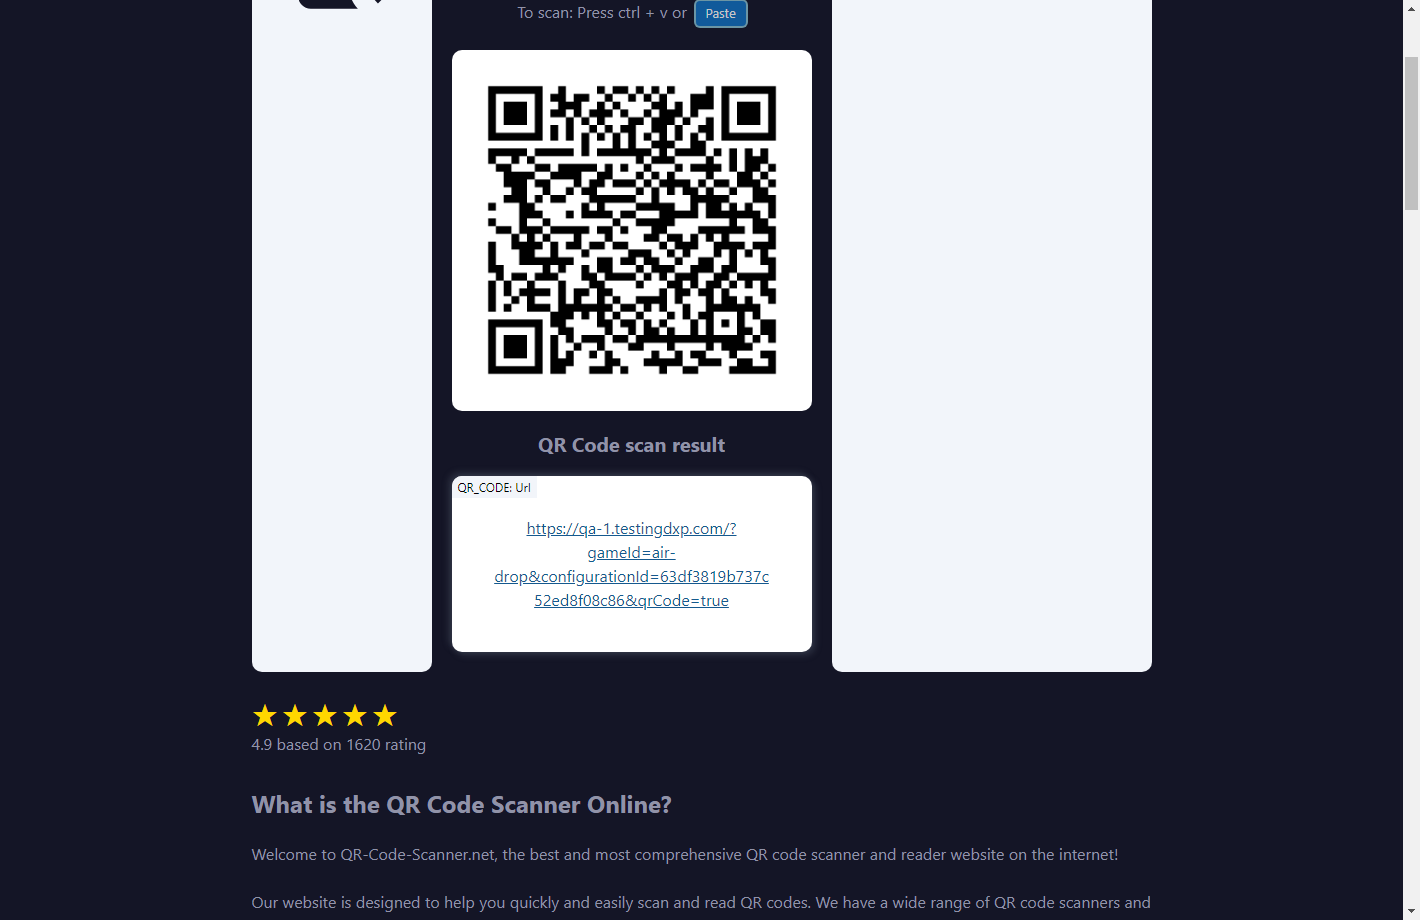 To scan: Press ctrl + v or Paste
QR Code scan result
QR_CODE: Url
https://qa-1.testingdxp.com/?
gameId=air-
drop&configurationId=63df3819b737c
52ed8f08c86&qrCode=true
4.9 based on 1620 rating
What is the QR Code Scanner Online?
Welcome to QR-Code-Scanner.net, the best and most comprehensive QR code scanner and reader website on the internet!
Our website is designed to help you quickly and easily scan and read QR codes. We have a wide range of QR code scanners and